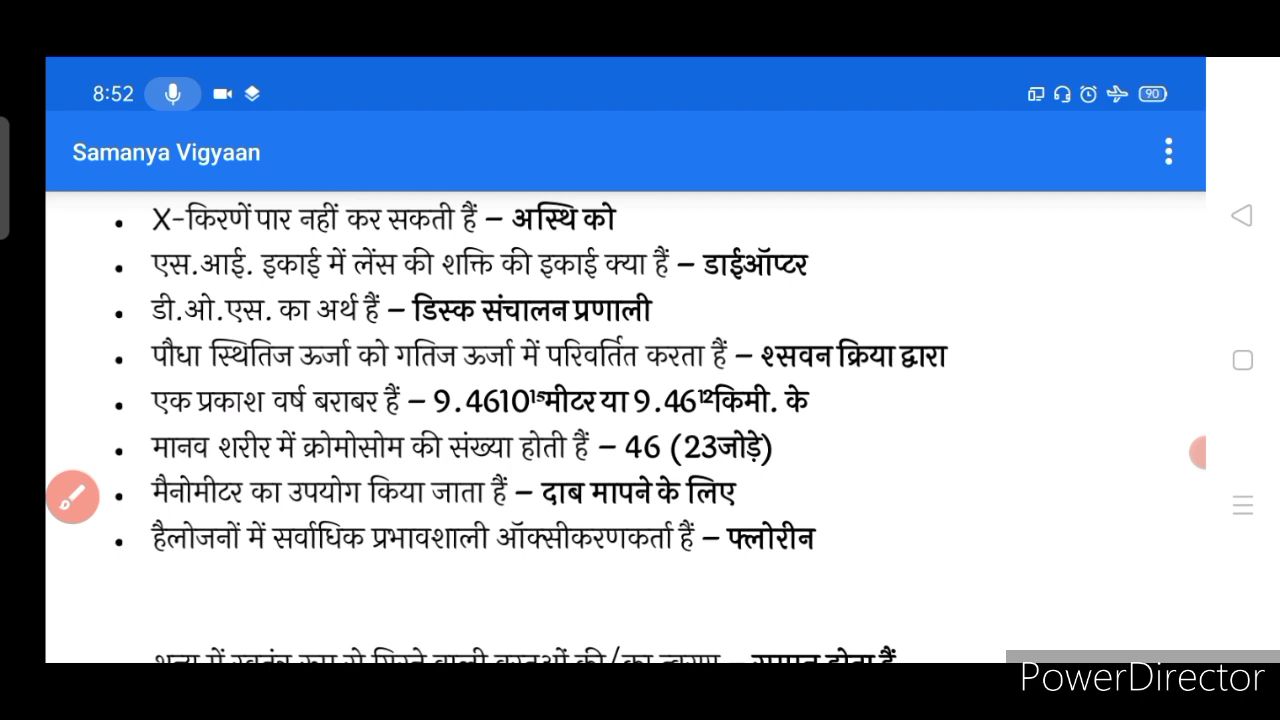 8:52
90
Samanya Vigyaan
• X-किरणें पार नहीं कर सकती हैं – अस्थि को
• एस.आई. इकाई में लेंस की शक्ति की इकाई क्या हैं – डाईऑप्टर
• डी.ओ.एस. का अर्थ हैं – डिस्क संचालन प्रणाली
• पौधा स्थितिज ऊर्जा को गतिज ऊर्जा में परिवर्तित करता हैं – श्सवन क्रिया द्वारा
• एक प्रकाश वर्ष बराबर हैं – 9.4610¹⁵मीटर या 9.46¹²किमी. के
• मानव शरीर में क्रोमोसोम की संख्या होती हैं – 46 (23जोड़े)
• मैनोमीटर का उपयोग किया जाता हैं – दाब मापने के लिए
• हैलोजनों में सर्वाधिक प्रभावशाली ऑक्सीकरणकर्ता हैं – फ्लोरीन
PowerDirector